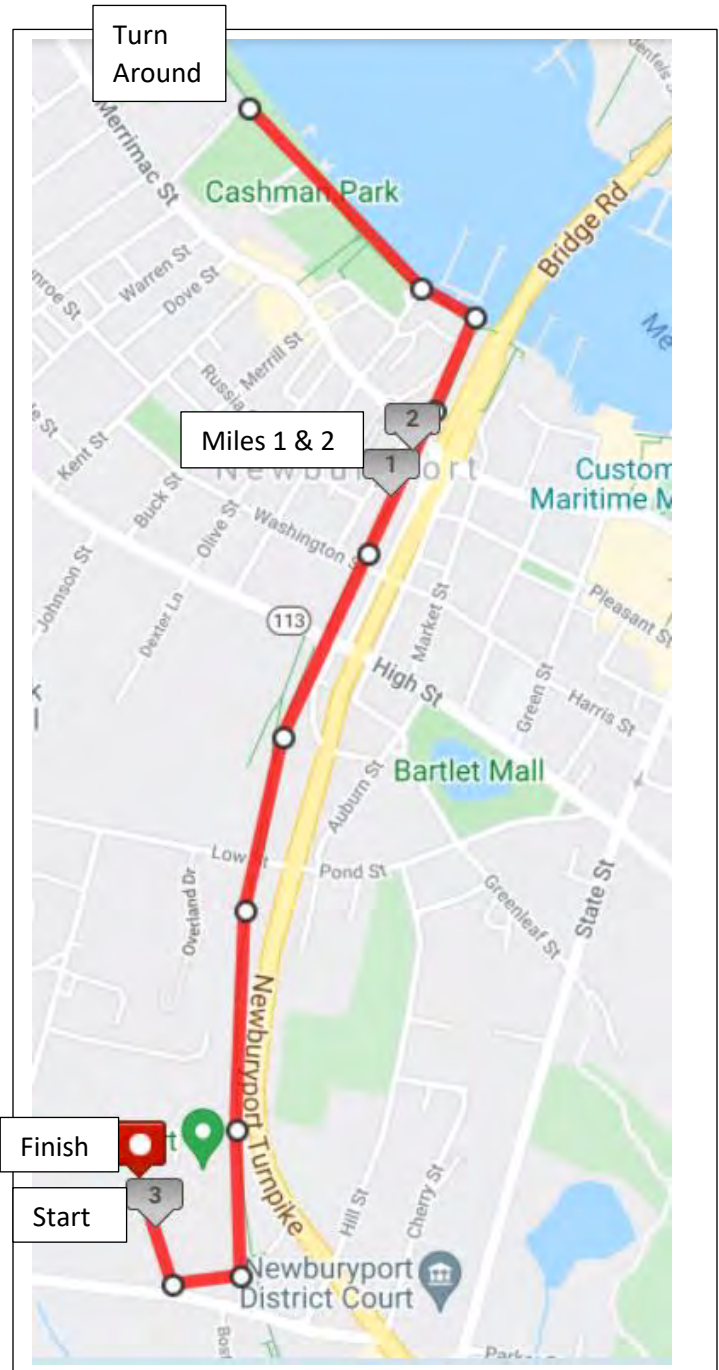 Turn
Around
Merrimac St
Cashman Park
Bridge Rd
Warren St
Dove St
Merrill St
Miles 1 & 2
2
1
Kent St
Buck St
Olive St
Washington
Custom
Maritime M
Johnson St
Dexter Ln
113
Market St
Pleasant St
High St
Green St
Harris St
Bartlet Mall
Auburn St
State St
Low St
Pond St
Overland Dr
Greenleaf St
Newburyport Turnpike
Finish
Start
3
Hill St
Cherry St
Newburyport
District Court